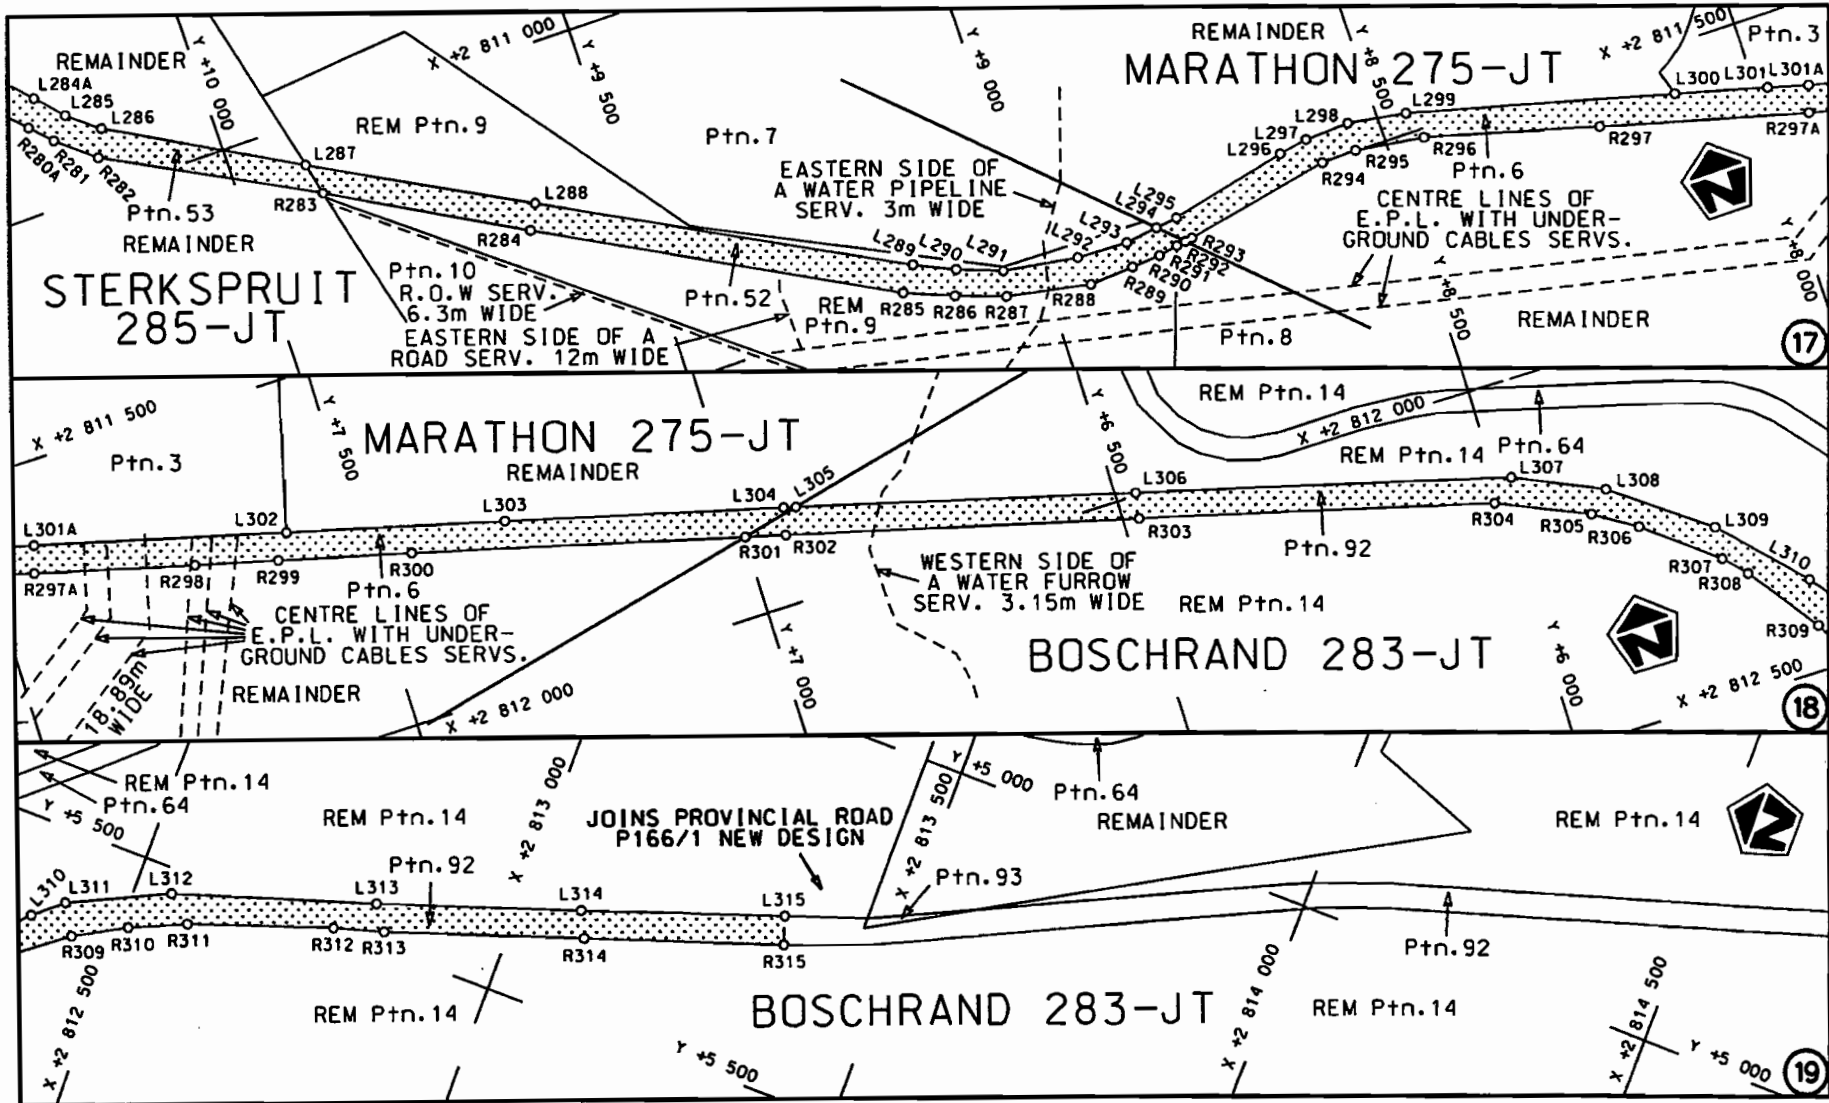 REMAINDER
L284A
L285
L286
Y +10 000
REM Ptn.9
X +2 811 000
Y +9 500
Ptn.7
Y +9 000
REMAINDER
MARATHON 275-JT
Y +8 500
X +2 811 500
Ptn.3
L300
L301
L301A
L299
L298
L297
L296
L295
L294
L293
L292
L291
L290
L289
L288
L287
EASTERN SIDE OF
A WATER PIPELINE
SERV. 3m WIDE
R280A
R281
R282
Ptn.53
REMAINDER
R283
R284
R285
R286
R287
R288
R289
R290
R291
R292
R293
R294
R295
R296
R297
R297A
Ptn.6
CENTRE LINES OF
E.P.L. WITH UNDER-
GROUND CABLES SERVS.
STERKSPRUIT
285-JT
Ptn.10
R.O.W SERV.
6.3m WIDE
EASTERN SIDE OF A
ROAD SERV. 12m WIDE
Ptn.52
REM
Ptn.9
Ptn.8
Y +8 500
REMAINDER
Y +8 000
17
X +2 811 500
Ptn.3
Y +7 500
MARATHON 275-JT
REMAINDER
REM Ptn.14
X +2 812 000
Y +6 500
REM Ptn.14
Ptn.64
L301A
L302
L303
L304
L305
L306
L307
L308
L309
L310
R297A
R298
R299
R300
R301
R302
R303
R304
R305
R306
R307
R308
R309
Ptn.6
Ptn.92
CENTRE LINES OF
E.P.L. WITH UNDER-
GROUND CABLES SERVS.
18.89m
WIDE
REMAINDER
X +2 812 000
Y +7 000
WESTERN SIDE OF
A WATER FURROW
SERV. 3.15m WIDE
REM Ptn.14
BOSCHRAND 283-JT
Y +6 000
X +2 812 500
18
REM Ptn.14
Ptn.64
Y +5 500
REM Ptn.14
X +2 813 000
JOINS PROVINCIAL ROAD
P166/1 NEW DESIGN
X +2 813 500
Y +5 000
Ptn.64
REMAINDER
REM Ptn.14
L310
L311
L312
Ptn.92
L313
L314
L315
Ptn.93
R309
R310
R311
R312
R313
R314
R315
Ptn.92
X +2 812 500
REM Ptn.14
BOSCHRAND 283-JT
Y +5 500
X +2 814 000
REM Ptn.14
X +2 814 500
Y +5 000
19